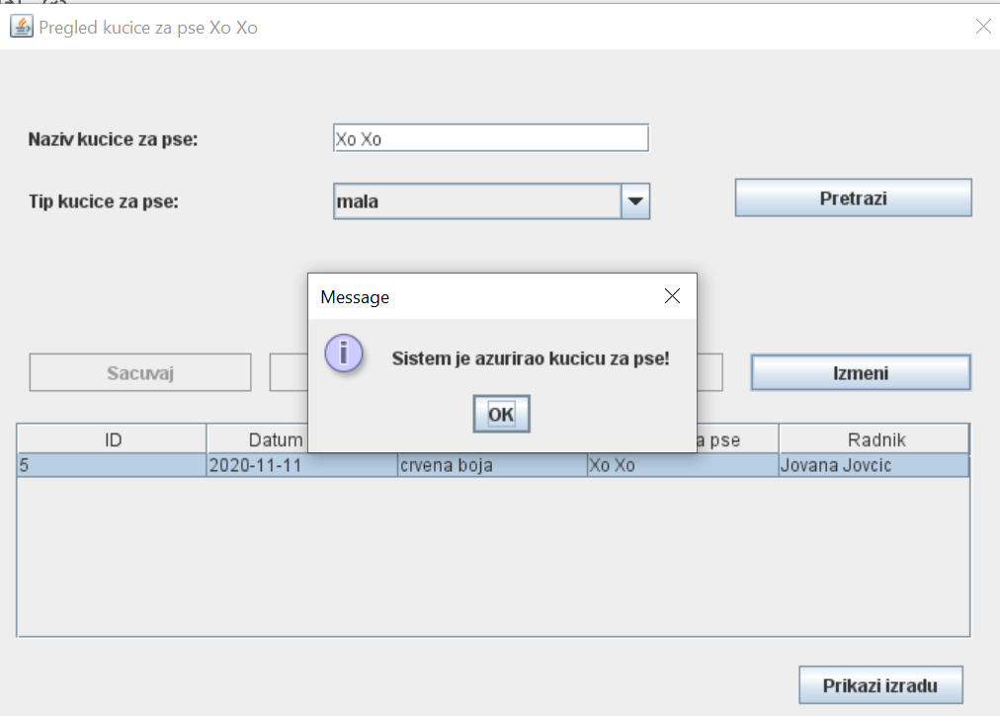 Pregled kucice za pse Xo Xo
Naziv kucice za pse: Xo Xo
Tip kucice za pse: mala Pretrazi
Message
Sistem je azurirao kucicu za pse!
OK
Sacuvaj Izmeni
ID Datum a pse Radnik
5 2020-11-11 crvena boja Xo Xo Jovana Jovcic
Prikazi izradu